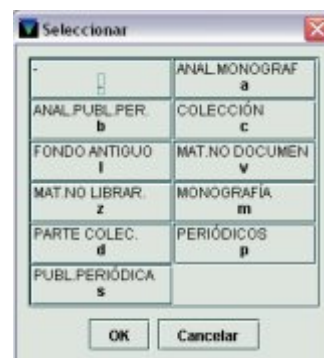 Seleccionar
-
ANAL.MONOGRAF
a
ANAL.PUBL.PER.
b
COLECCIÓN
c
FONDO ANTIGUO
l
MAT.NO DOCUMEN
v
MAT.NO LIBRAR.
z
MONOGRAFÍA
m
PARTE COLEC.
d
PERIÓDICOS
p
PUBL.PERIÓDICA
s
OK
Cancelar